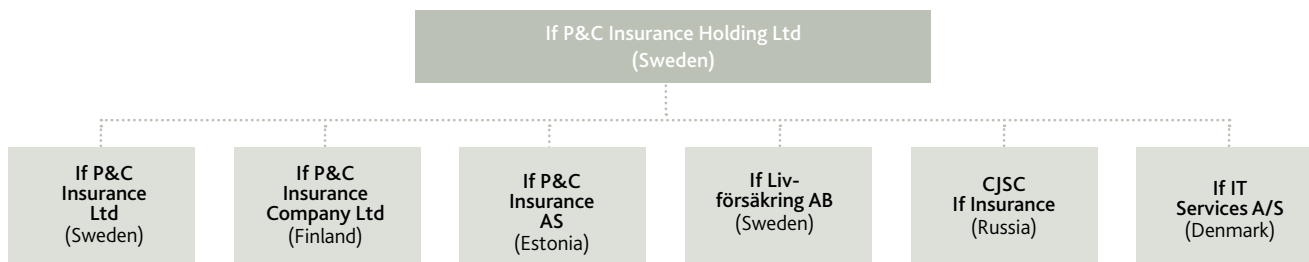 If P&C Insurance Holding Ltd
(Sweden)
If P&C
Insurance
Ltd
(Sweden)
If P&C
Insurance
Company Ltd
(Finland)
If P&C
Insurance
AS
(Estonia)
If Liv-
försäkring AB
(Sweden)
CJSC
If Insurance
(Russia)
If IT
Services A/S
(Denmark)